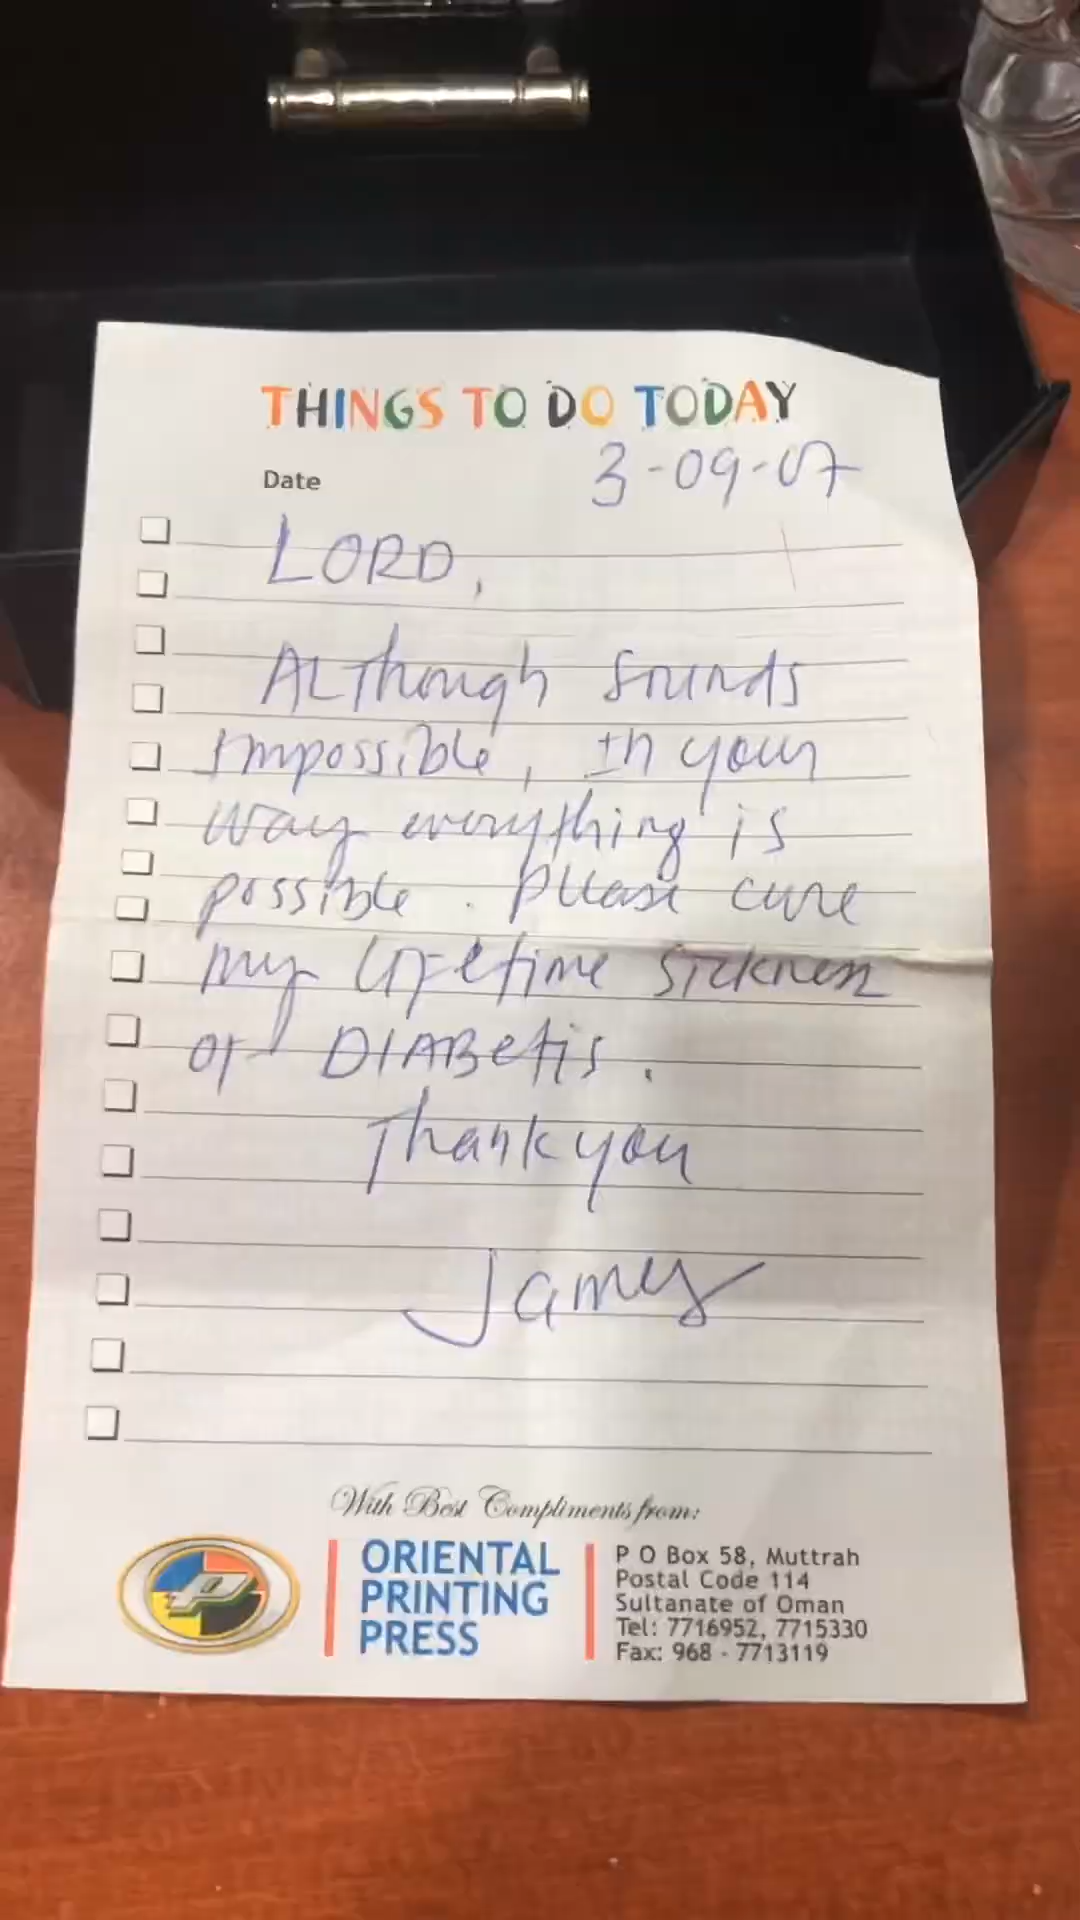 THINGS TO DO TODAY
Date 3-09-07
LORD,
ALThough Sounds
Impossible, In your
way everything is
possible. Please cure
my Lifetime Sickness
of DIABetis.
Thank you
James
With Best Compliments from:
P
ORIENTAL
PRINTING
PRESS
P O Box 58, Muttrah
Postal Code 114
Sultanate of Oman
Tel: 7716952, 7715330
Fax: 968 - 7713119